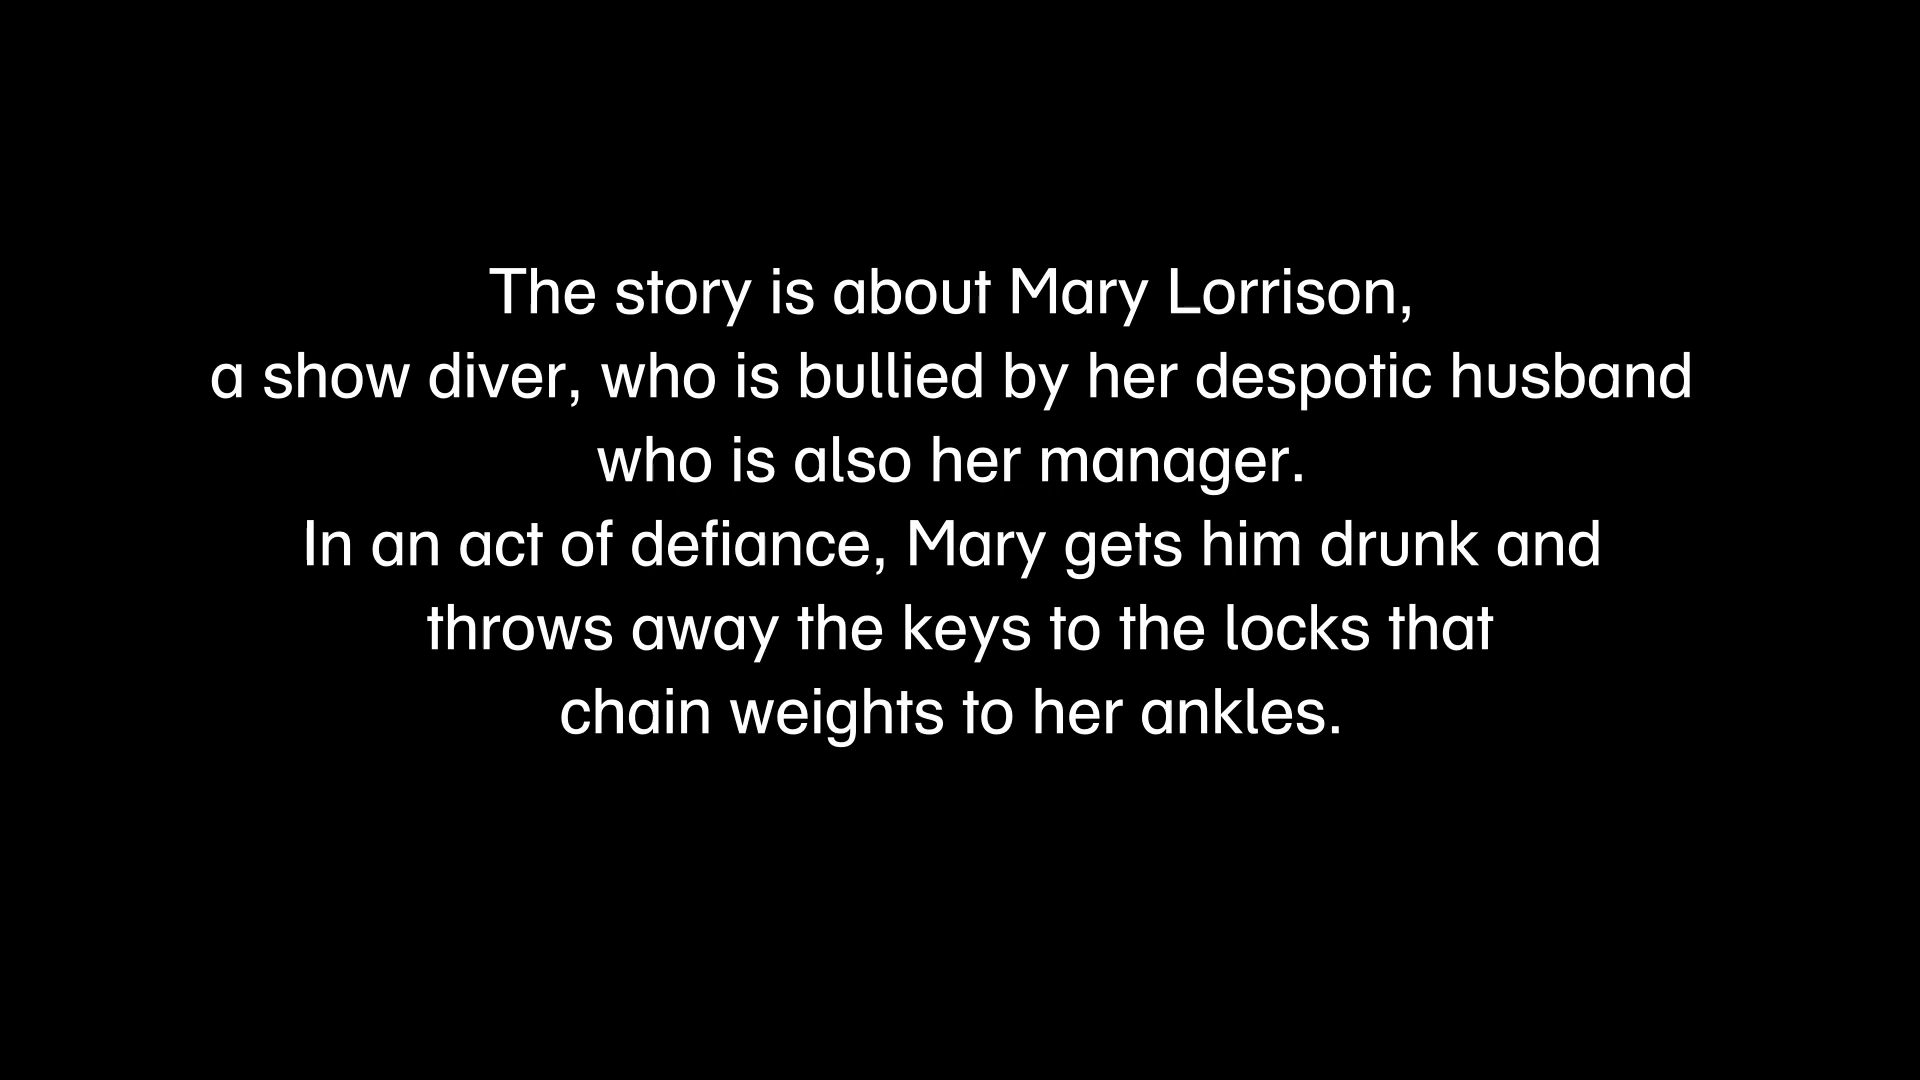 The story is about Mary Lorrison,
a show diver, who is bullied by her despotic husband
who is also her manager.
In an act of defiance, Mary gets him drunk and
throws away the keys to the locks that
chain weights to her ankles.